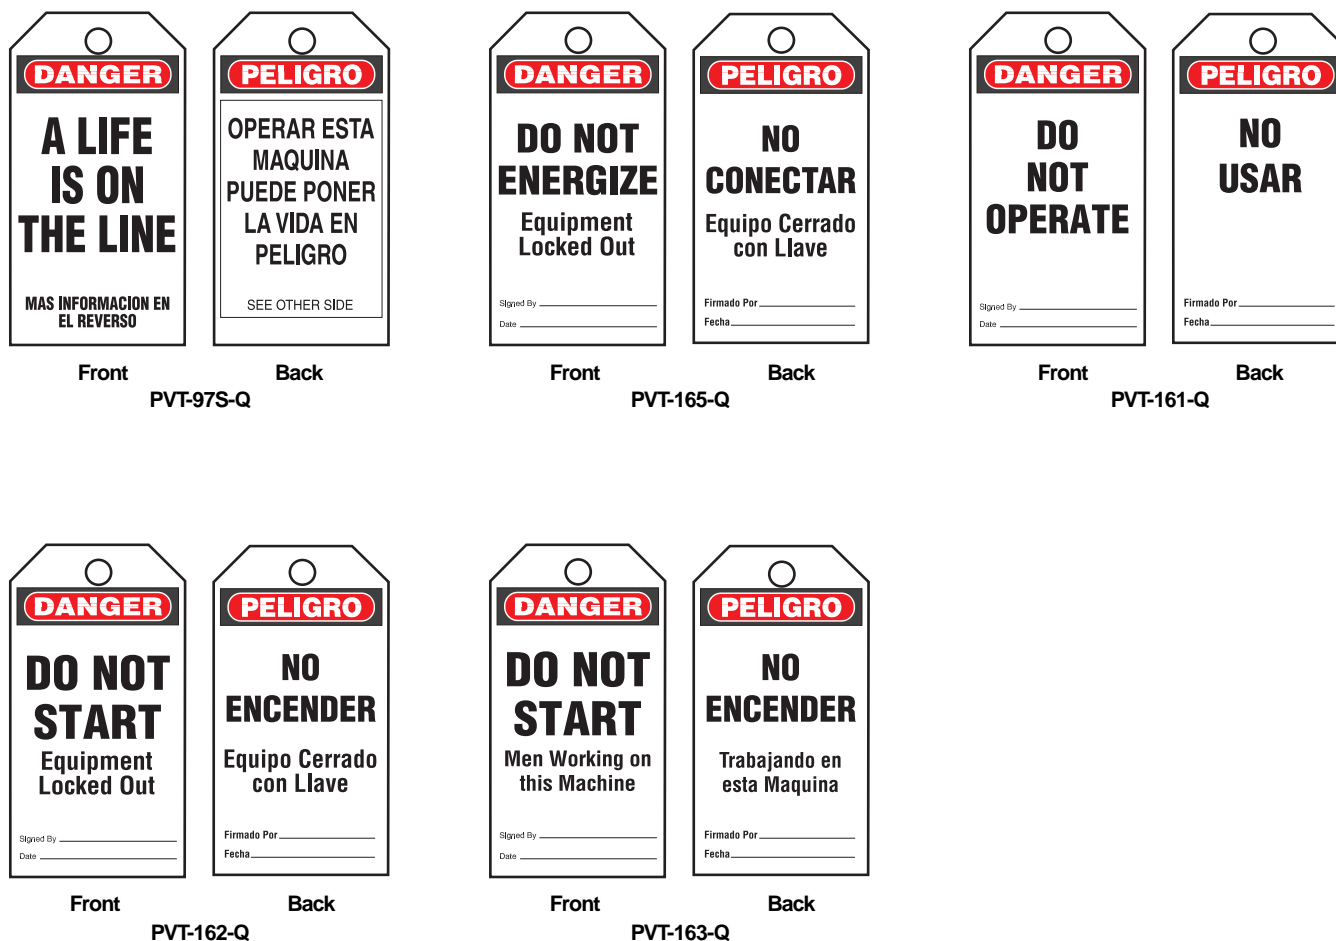 DANGER
A LIFE
IS ON
THE LINE
MAS INFORMACION EN
EL REVERSO
Front
PELIGRO
OPERAR ESTA
MAQUINA
PUEDE PONER
LA VIDA EN
PELIGRO
SEE OTHER SIDE
Back
PVT-97S-Q
DANGER
DO NOT
ENERGIZE
Equipment
Locked Out
Signed By
Date
Front
PELIGRO
NO
CONECTAR
Equipo Cerrado
con Llave
Firmado Por
Fecha
Back
PVT-165-Q
DANGER
DO
NOT
OPERATE
Signed By
Date
Front
PELIGRO
NO
USAR
Firmado Por
Fecha
Back
PVT-161-Q
DANGER
DO NOT
START
Equipment
Locked Out
Signed By
Date
Front
PELIGRO
NO
ENCENDER
Equipo Cerrado
con Llave
Firmado Por
Fecha
Back
PVT-162-Q
DANGER
DO NOT
START
Men Working on
this Machine
Signed By
Date
Front
PELIGRO
NO
ENCENDER
Trabajando en
esta Maquina
Firmado Por
Fecha
Back
PVT-163-Q